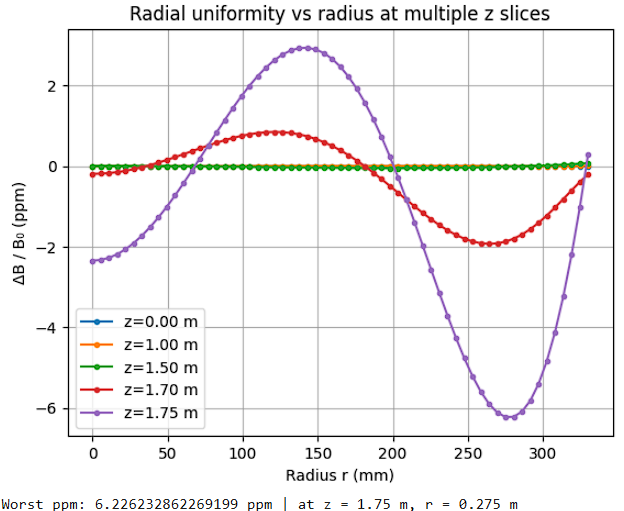 Radial uniformity vs radius at multiple z slices
2
0
−2
−4
−6
ΔB / B₀ (ppm)
z=0.00 m
z=1.00 m
z=1.50 m
z=1.70 m
z=1.75 m
0 50 100 150 200 250 300
Radius r (mm)
Worst ppm: 6.226232862269199 ppm | at z = 1.75 m, r = 0.275 m